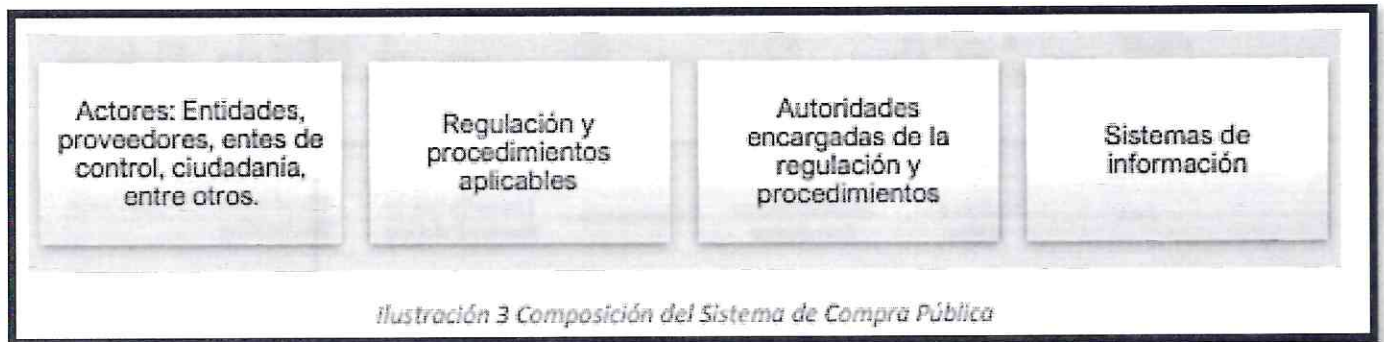 Actores: Entidades,
proveedores, entes de
control, ciudadanía,
entre otros.
Regulación y
procedimientos
aplicables
Autoridades
encargadas de la
regulación y
procedimientos
Sistemas de
información
Ilustración 3 Composición del Sistema de Compra Pública